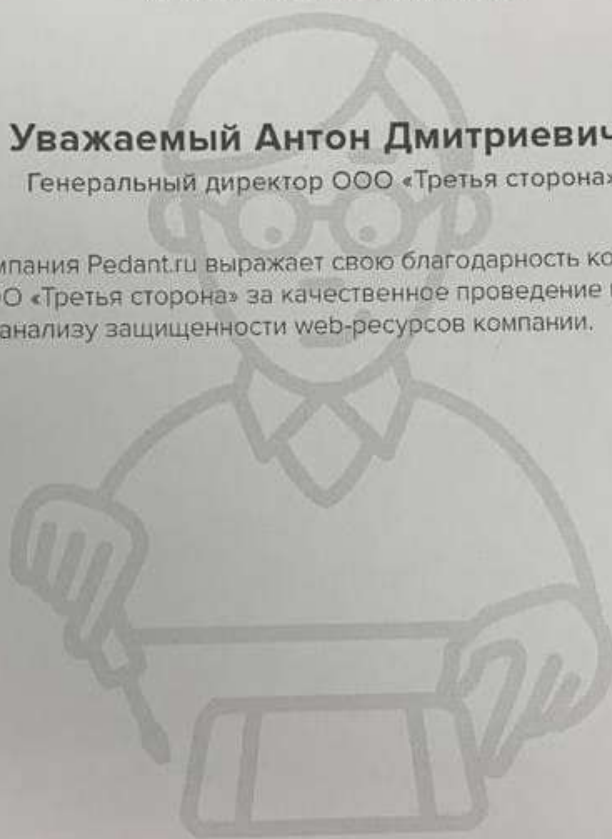 Уважаемый Антон Дмитриевич
Генеральный директор ООО «Третья сторона»
мпания Pedant.ru выражает свою благодарность ко
О «Третья сторона» за качественное проведение
анализу защищенности web-ресурсов компании.